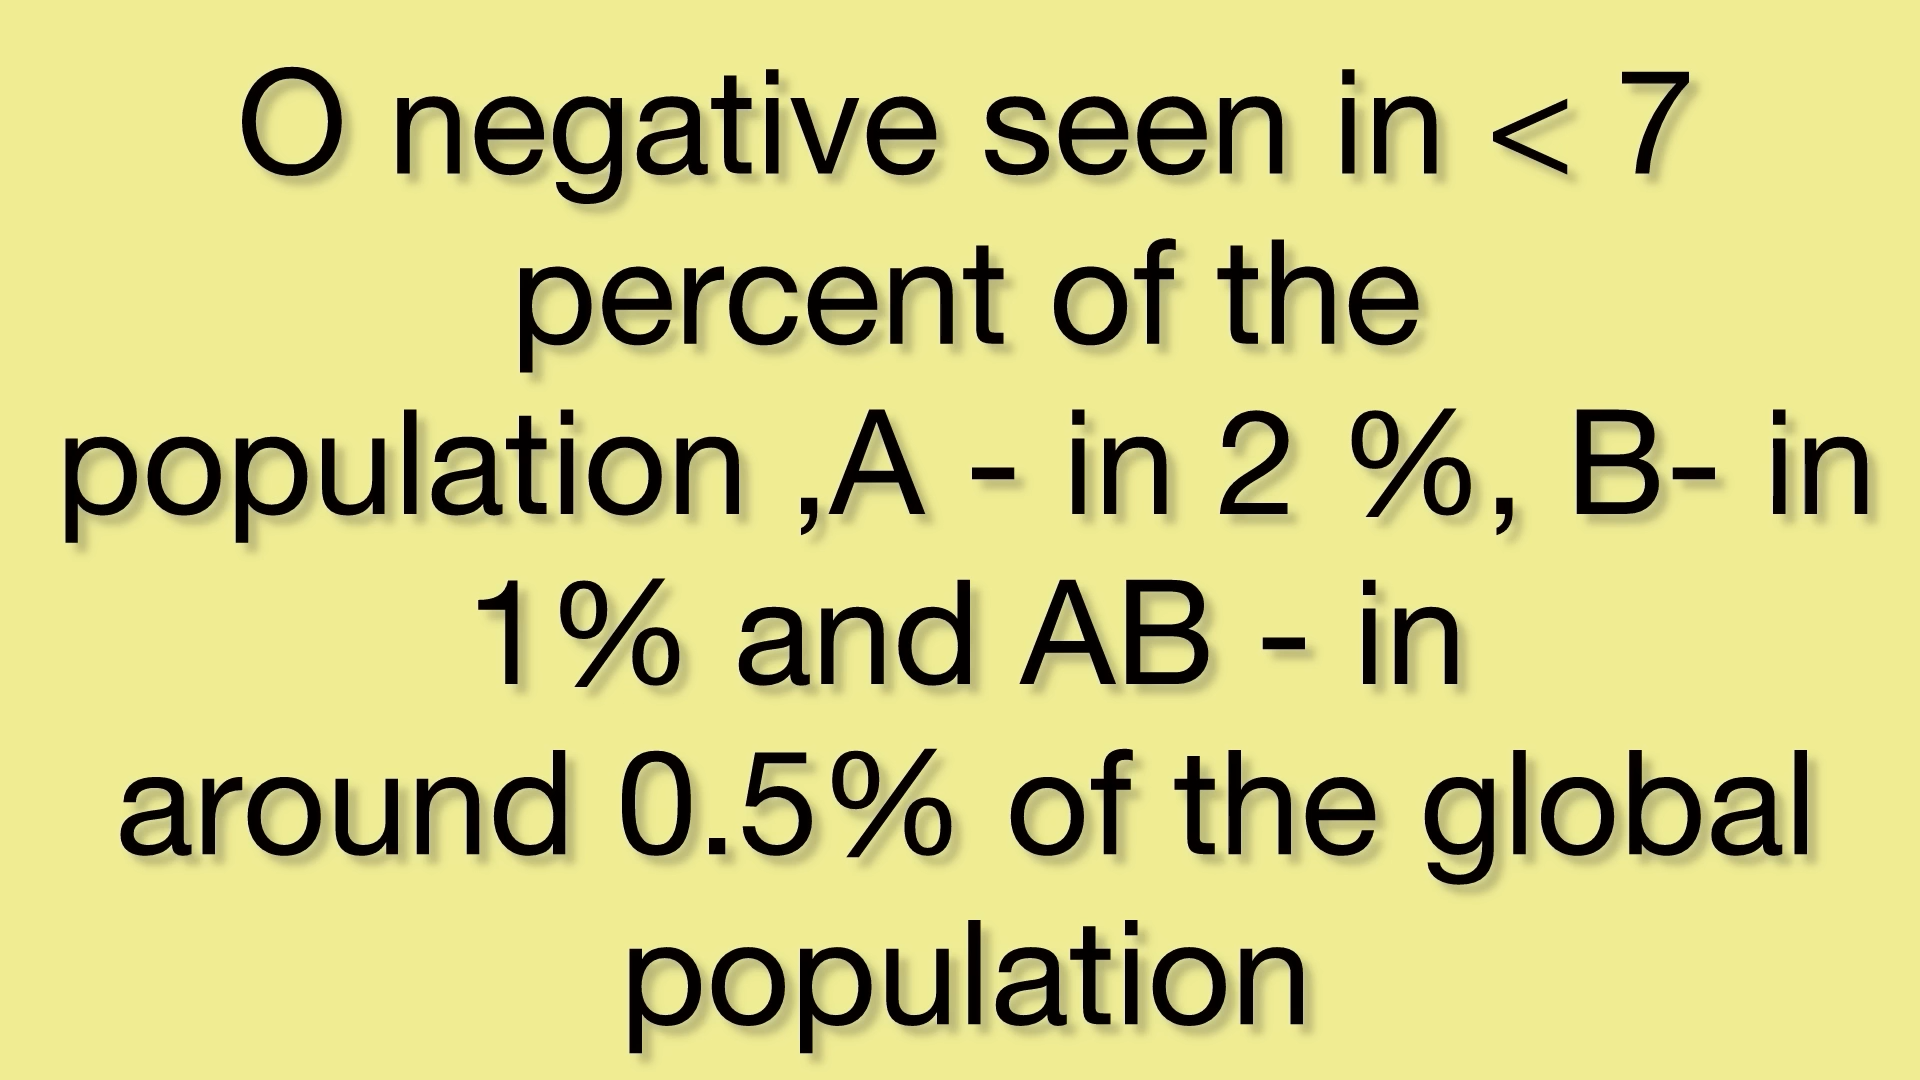 O negative seen in < 7
percent of the
population ,A - in 2 %, B- in
1% and AB - in
around 0.5% of the global
population